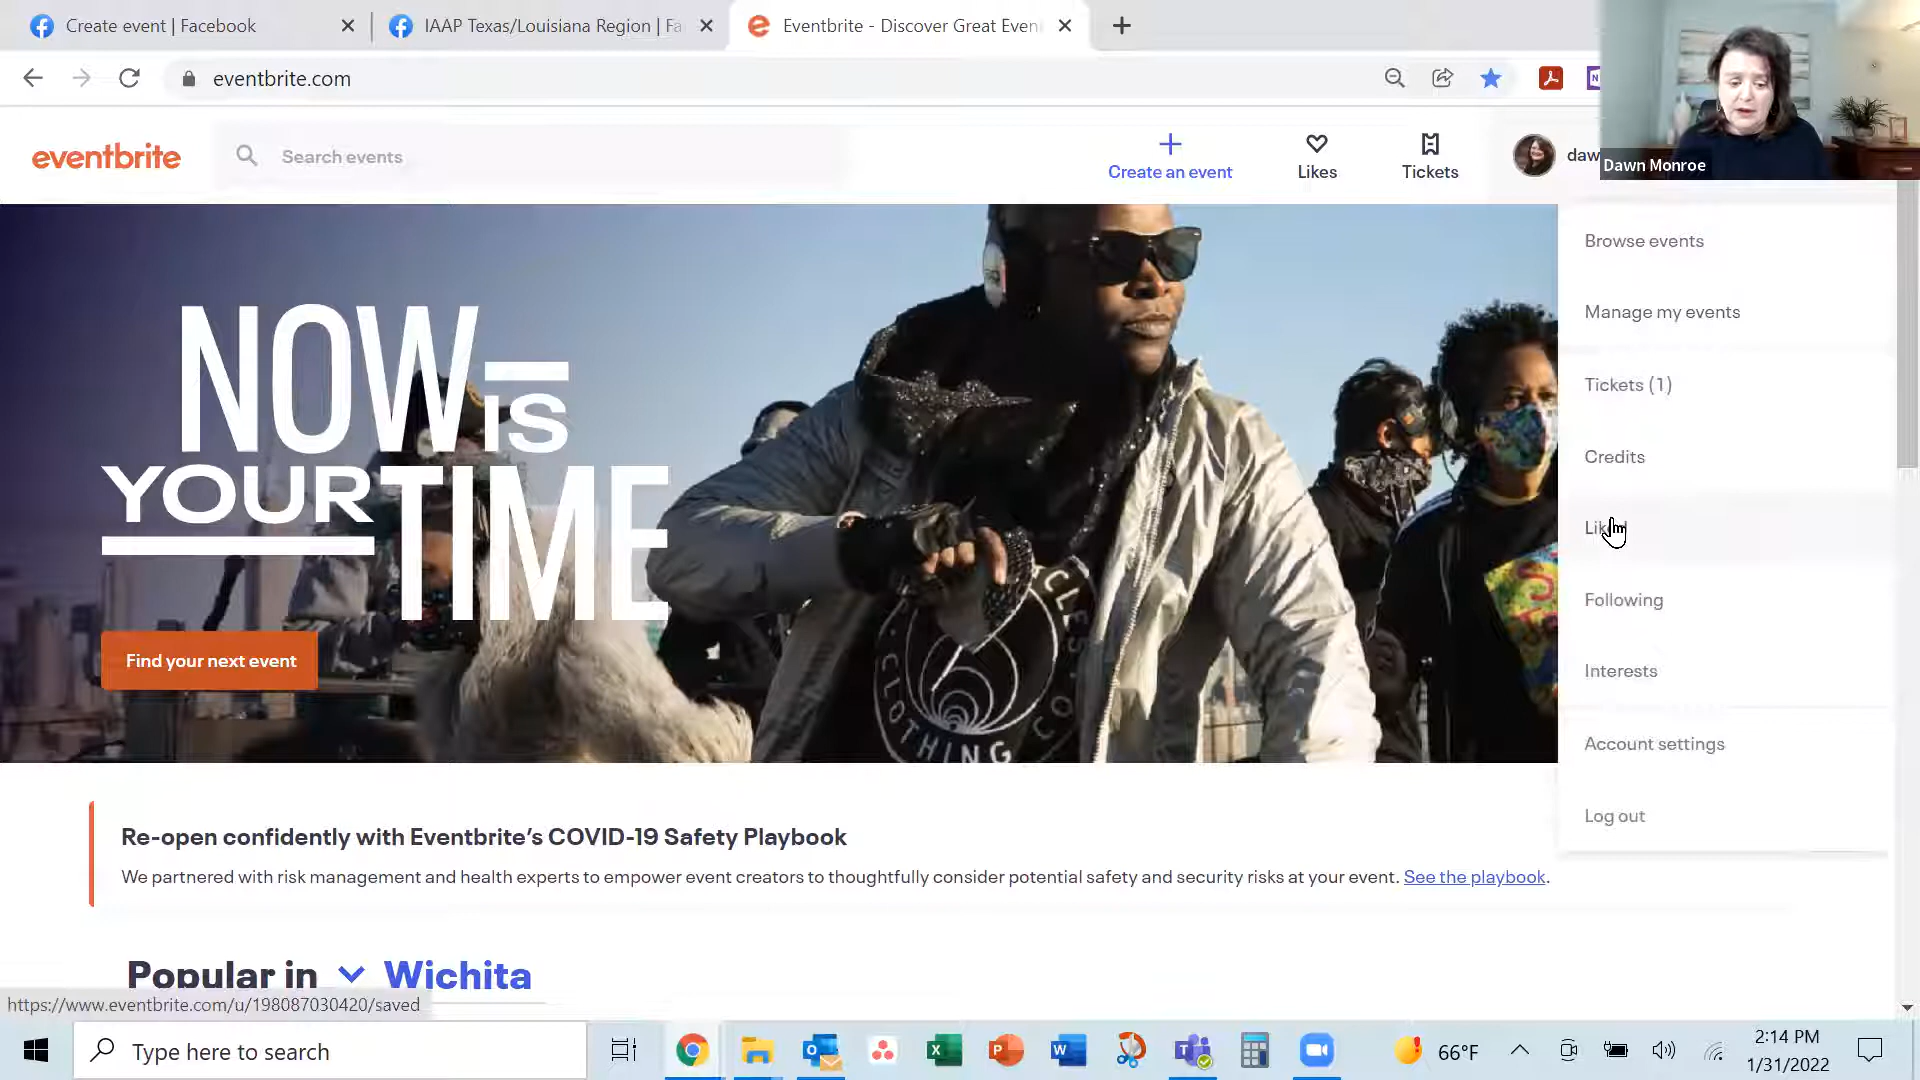 Create event | Facebook
IAAP Texas/Louisiana Region | Fa
Eventbrite - Discover Great Even
eventbrite.com
eventbrite
Search events
Create an event
Likes
Tickets
daw
Dawn Monroe
Browse events
Manage my events
Tickets (1)
Credits
Following
Interests
Account settings
Log out
NOW IS
YOUR TIME
CLOTHING CO
Find your next event
Re-open confidently with Eventbrite's COVID-19 Safety Playbook
We partnered with risk management and health experts to empower event creators to thoughtfully consider potential safety and security risks at your event. See the playbook.
Popular in Wichita
https://www.eventbrite.com/u/198087030420/saved
Type here to search
66°F
2:14 PM
1/31/2022